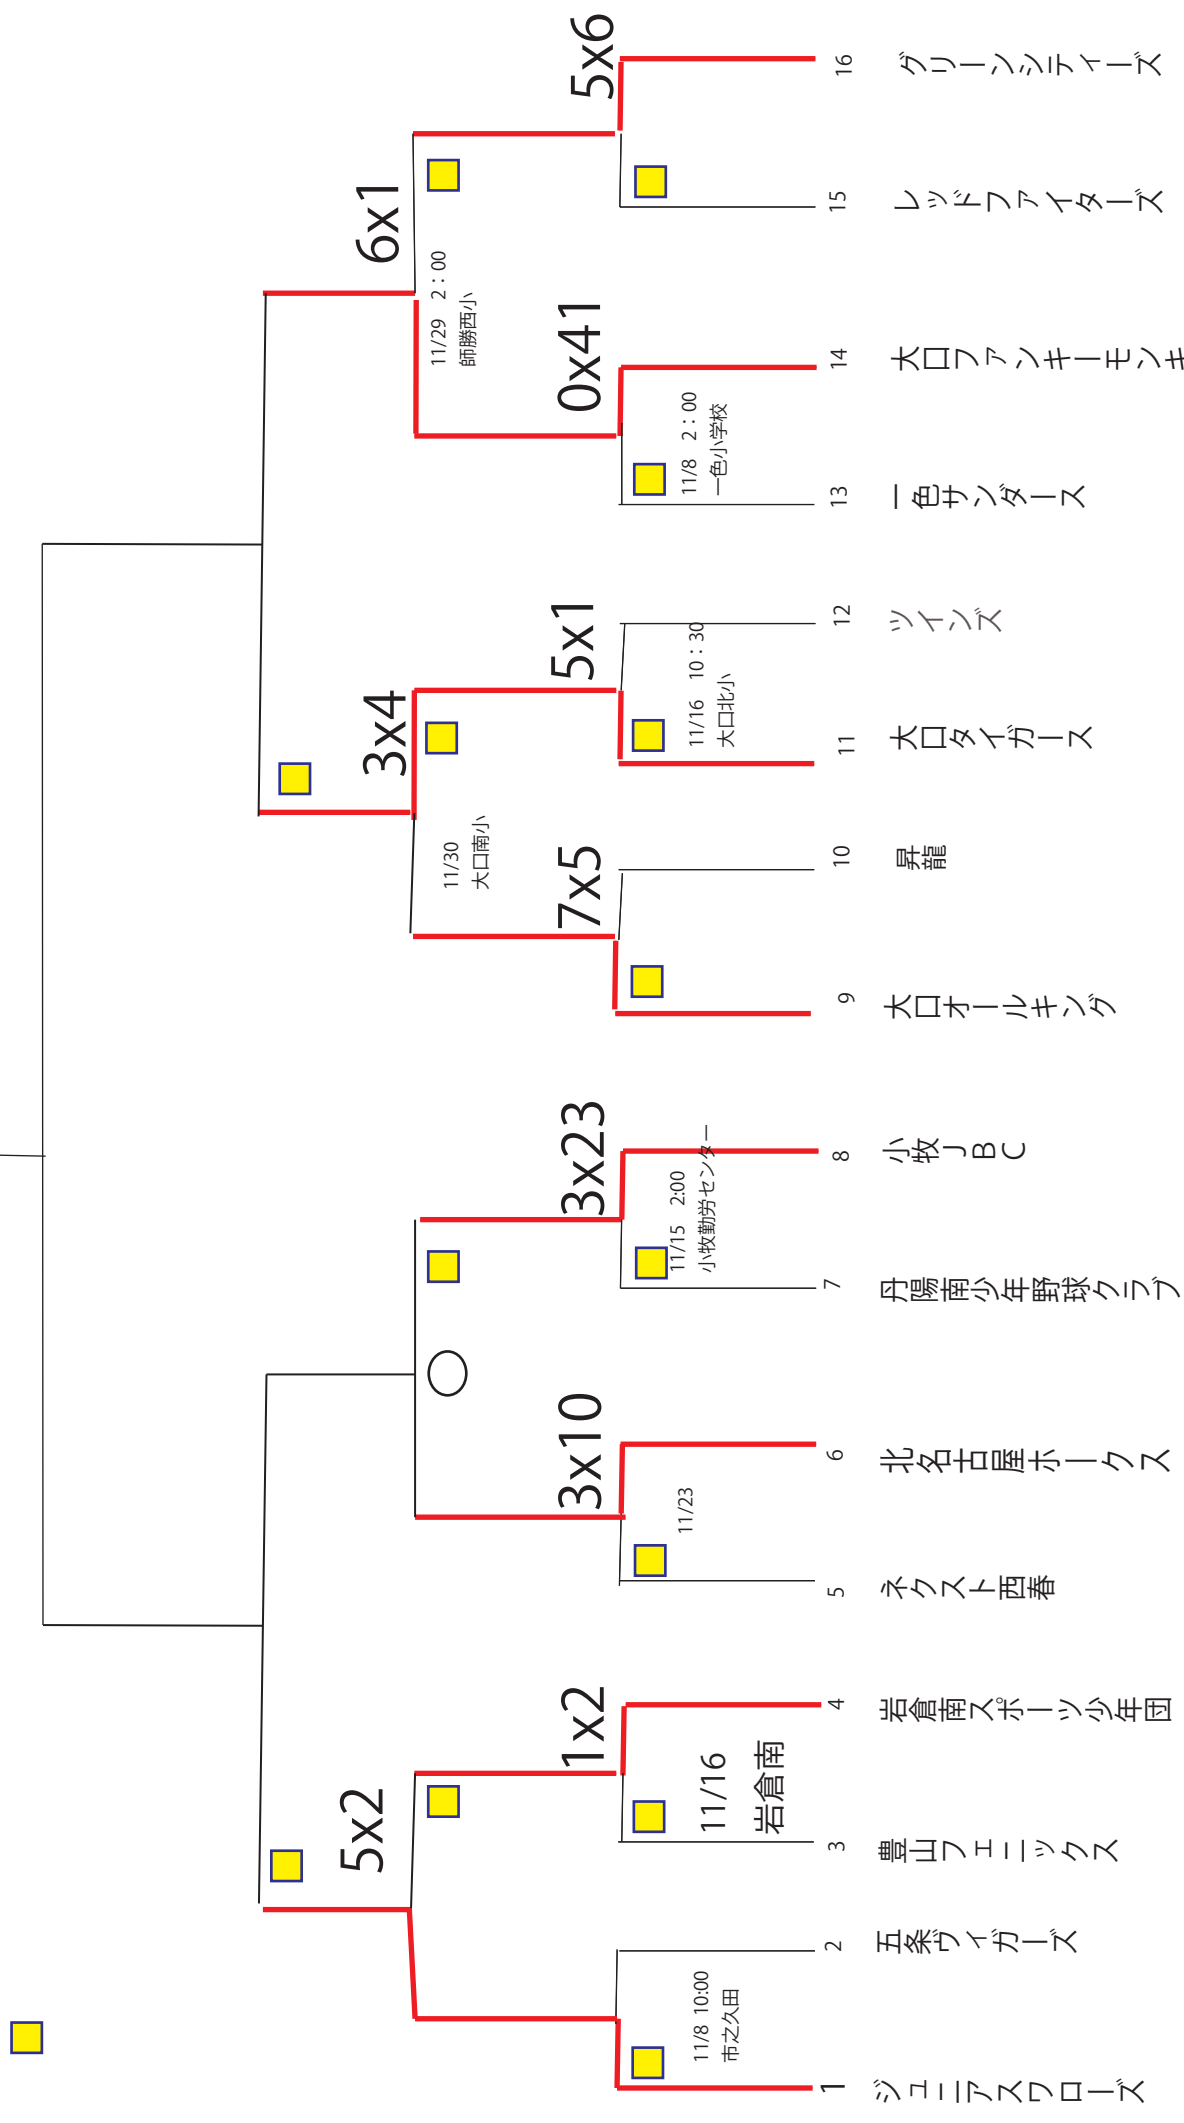 5x2
1x2
3x10
3x23
7x5
3x4
5x1
6x1
0x41
5x6
11/8 10:00
市之久田
11/16
岩倉南
11/23
11/15 2:00
小牧勤労センター
11/30
大口南小
11/16 10：30
大口北小
11/29 2：00
師勝西小
11/8 2：00
一色小学校
1 ジュニアスワローズ
2 五条ヴィガーズ
3 豊山フェニックス
4 岩倉南スポーツ少年団
5 ネクスト西春
6 北名古屋ホークス
7 丹陽南少年野球クラブ
8 小牧ＪＢＣ
9 大口オールキング
10 昇龍
11 大口タイガース
12 ツインズ
13 一色サンダース
14 大口ファンキーモンキ
15 レッドファイターズ
16 グリーンシティーズ